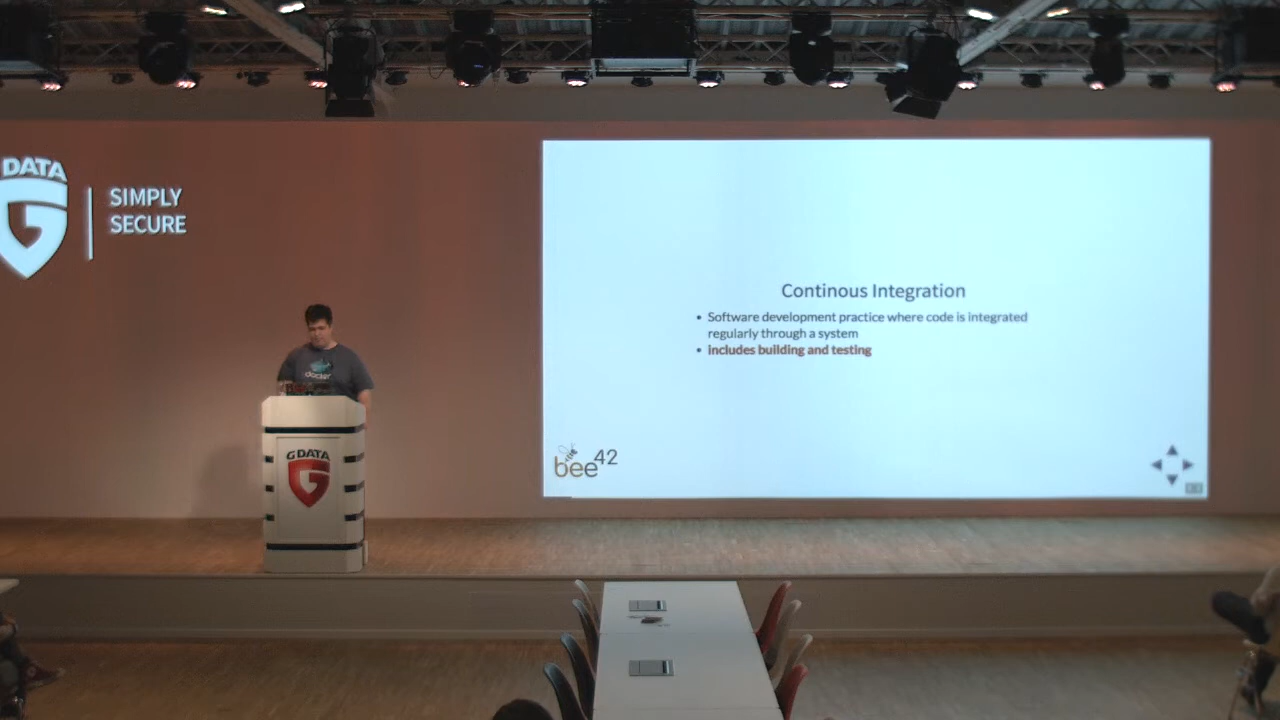 DATA
SIMPLY
SECURE
docker
G DATA
Continous Integration
• Software development practice where code is integrated
regularly through a system
• includes building and testing
bee42